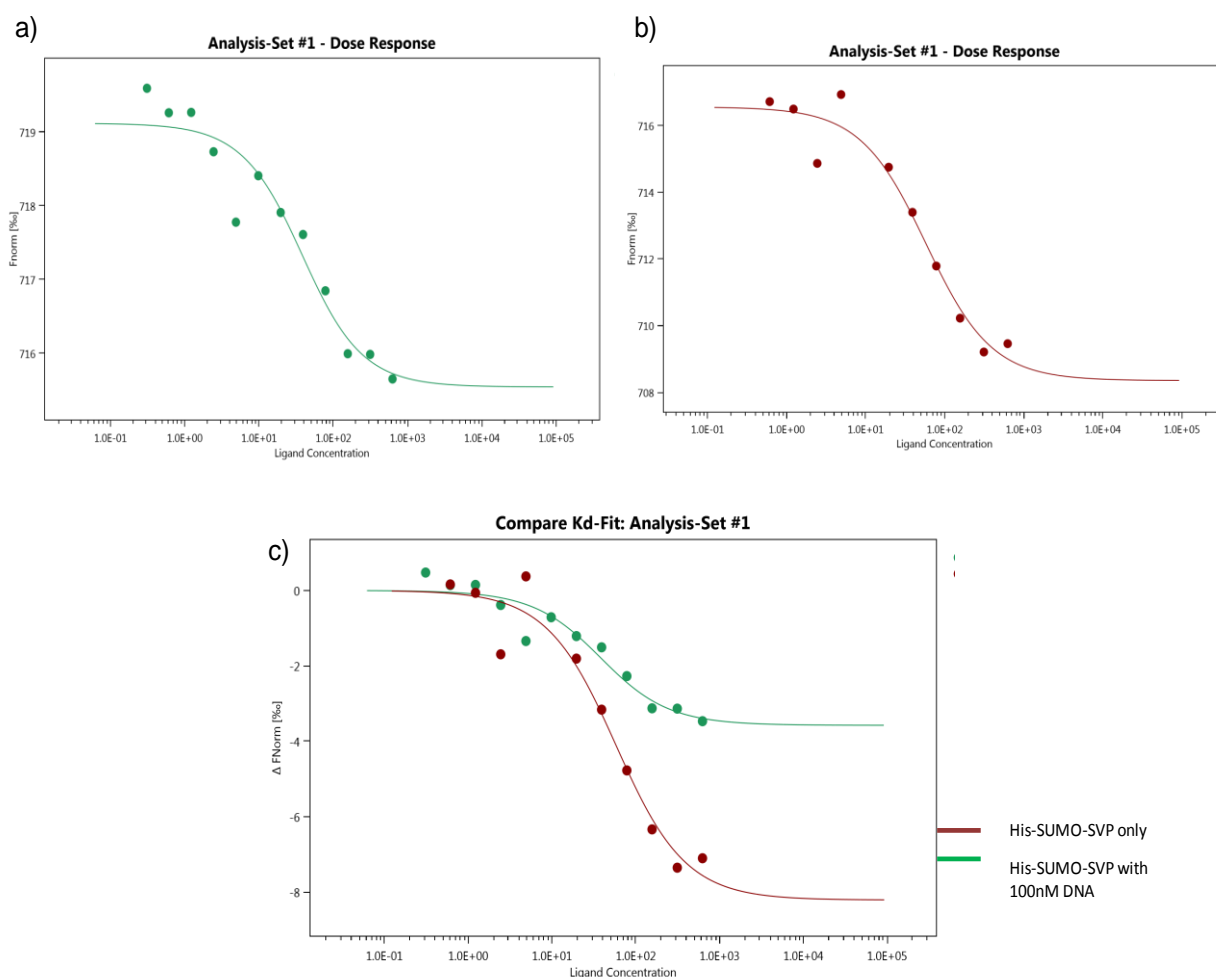 a)
Analysis-Set #1 - Dose Response
Fnorm [‰]
719
718
717
716
1.0E-01 1.0E+00 1.0E+01 1.0E+02 1.0E+03 1.0E+04 1.0E+05
Ligand Concentration
b)
Analysis-Set #1 - Dose Response
Fnorm [‰]
716
714
712
710
708
1.0E-01 1.0E+00 1.0E+01 1.0E+02 1.0E+03 1.0E+04 1.0E+05
Ligand Concentration
Compare Kd-Fit: Analysis-Set #1
c)
Δ FNorm [‰]
0
-2
-4
-6
-8
1.0E-01 1.0E+00 1.0E+01 1.0E+02 1.0E+03 1.0E+04 1.0E+05
Ligand Concentration
His-SUMO-SVP only
His-SUMO-SVP with
100nM DNA